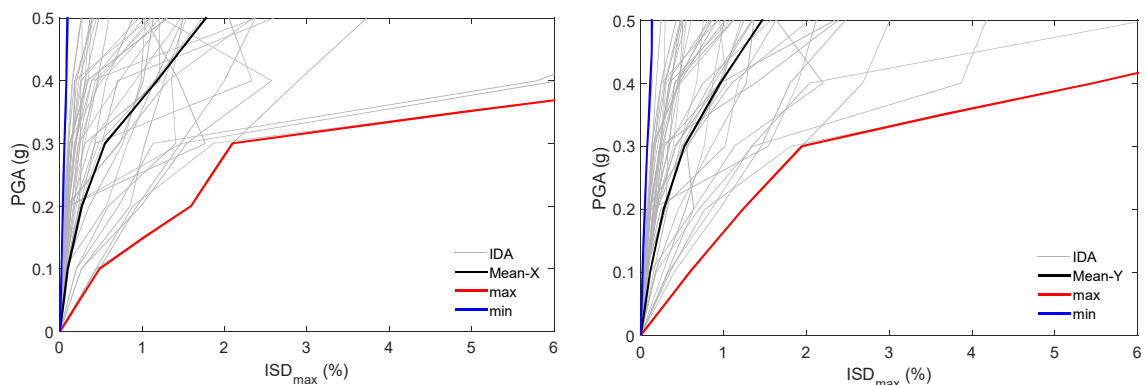 0.5
0.4
0.3
0.2
0.1
0
PGA (g)
IDA
Mean-X
max
min
0 1 2 3 4 5 6
ISDmax (%)
0.5
0.4
0.3
0.2
0.1
0
PGA (g)
IDA
Mean-Y
max
min
0 1 2 3 4 5 6
ISDmax (%)